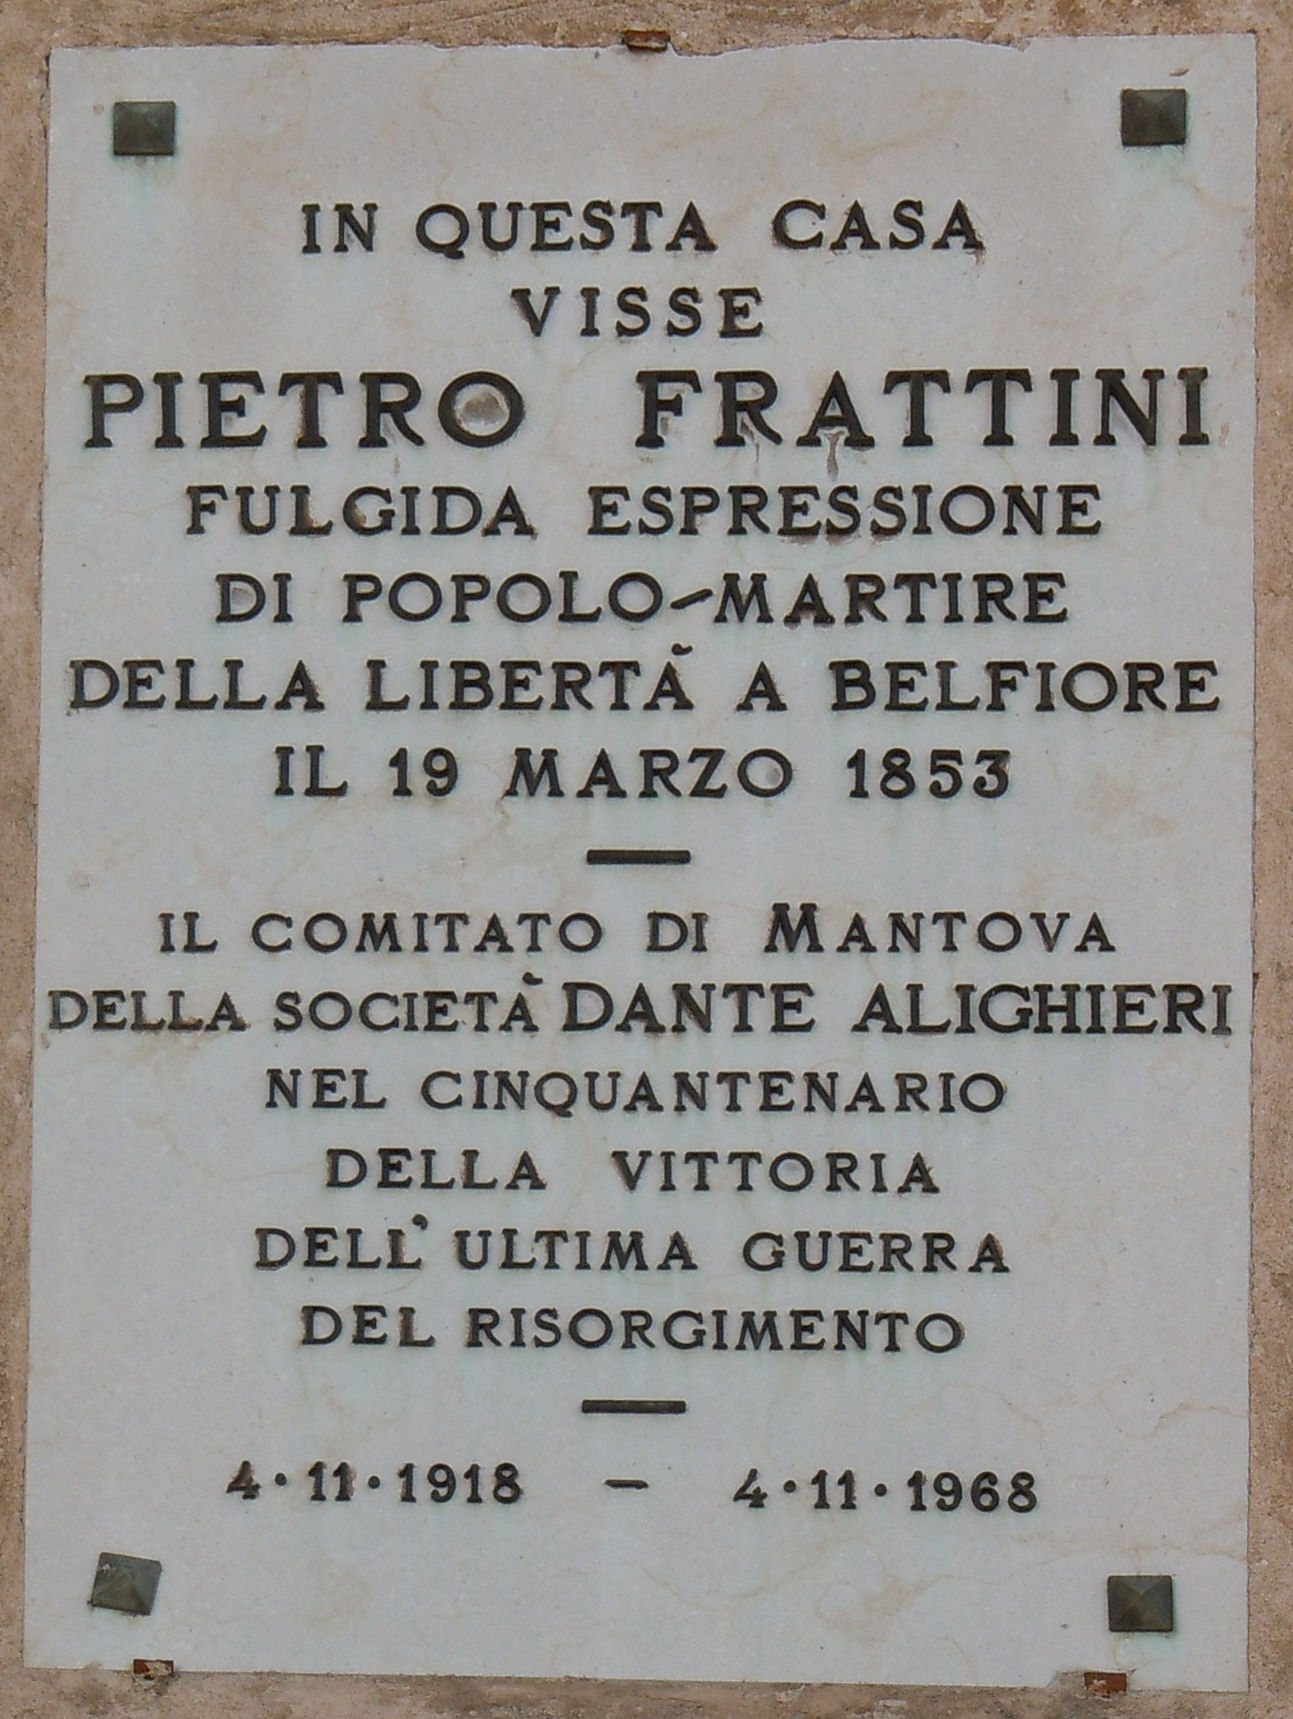 IN QUESTA CASA
VISSE
PIETRO FRATTINI
FULGIDA ESPRESSIONE
DI POPOLO-MARTIRE
DELLA LIBERTÀ A BELFIORE
IL 19 MARZO 1853
IL COMITATO DI MANTOVA
DELLA SOCIETÀ DANTE ALIGHIERI
NEL CINQUANTENARIO
DELLA VITTORIA
DELL'ULTIMA GUERRA
DEL RISORGIMENTO
4·11·1918 – 4·11·1968